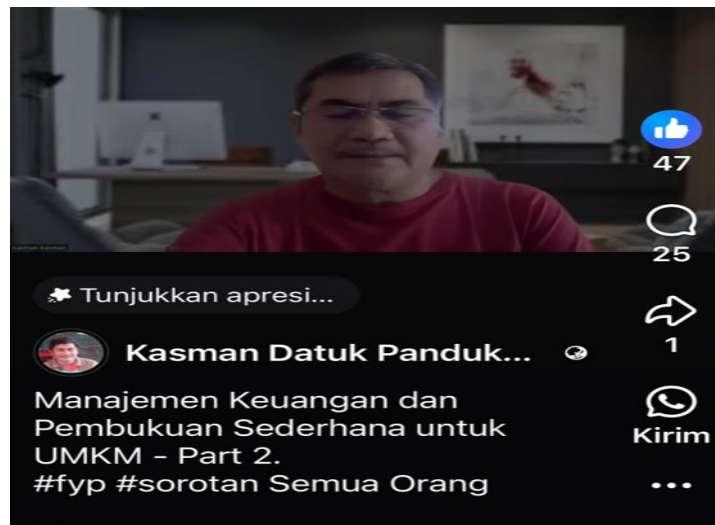 47
25
Tunjukkan apresi...
1
Kasman Datuk Panduk...
Manajemen Keuangan dan
Pembukuan Sederhana untuk
UMKM - Part 2.
Kirim
#fyp #sorotan Semua Orang